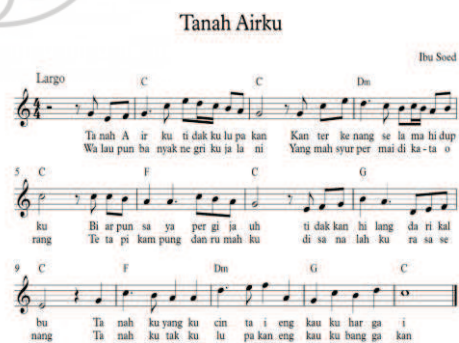 Tanah Airku
Ibu Soed
Largo
C C Dm
Ta nah A ir ku ti dak ku lu pa kan Kan ter ke nang se la ma hi dup
Wa lau pun ba nyak ne gri ku ja la ni Yang mah syur per mai di ka - ta o
5 C F C G
ku Bi ar pun sa ya per gi ja uh ti dak kan hi lang da ri kal
rang Te ta pi kam pung dan ru mah ku di sa na lah ku ra sa se
9 C F Dm G C
bu Ta nah ku yang ku cin ta i eng kau ku har ga i
nang Ta nah ku tak ku lu pa kan eng kau ku bang ga kan